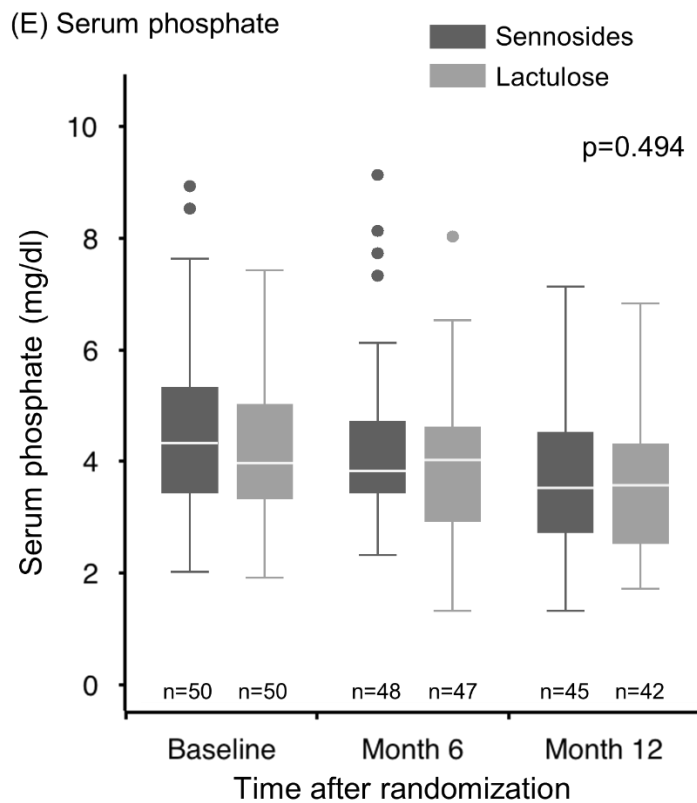 (E) Serum phosphate
Sennosides
Lactulose
p=0.494
Serum phosphate (mg/dl)
10
8
6
4
2
0
n=50 n=50 n=48 n=47 n=45 n=42
Baseline Month 6 Month 12
Time after randomization